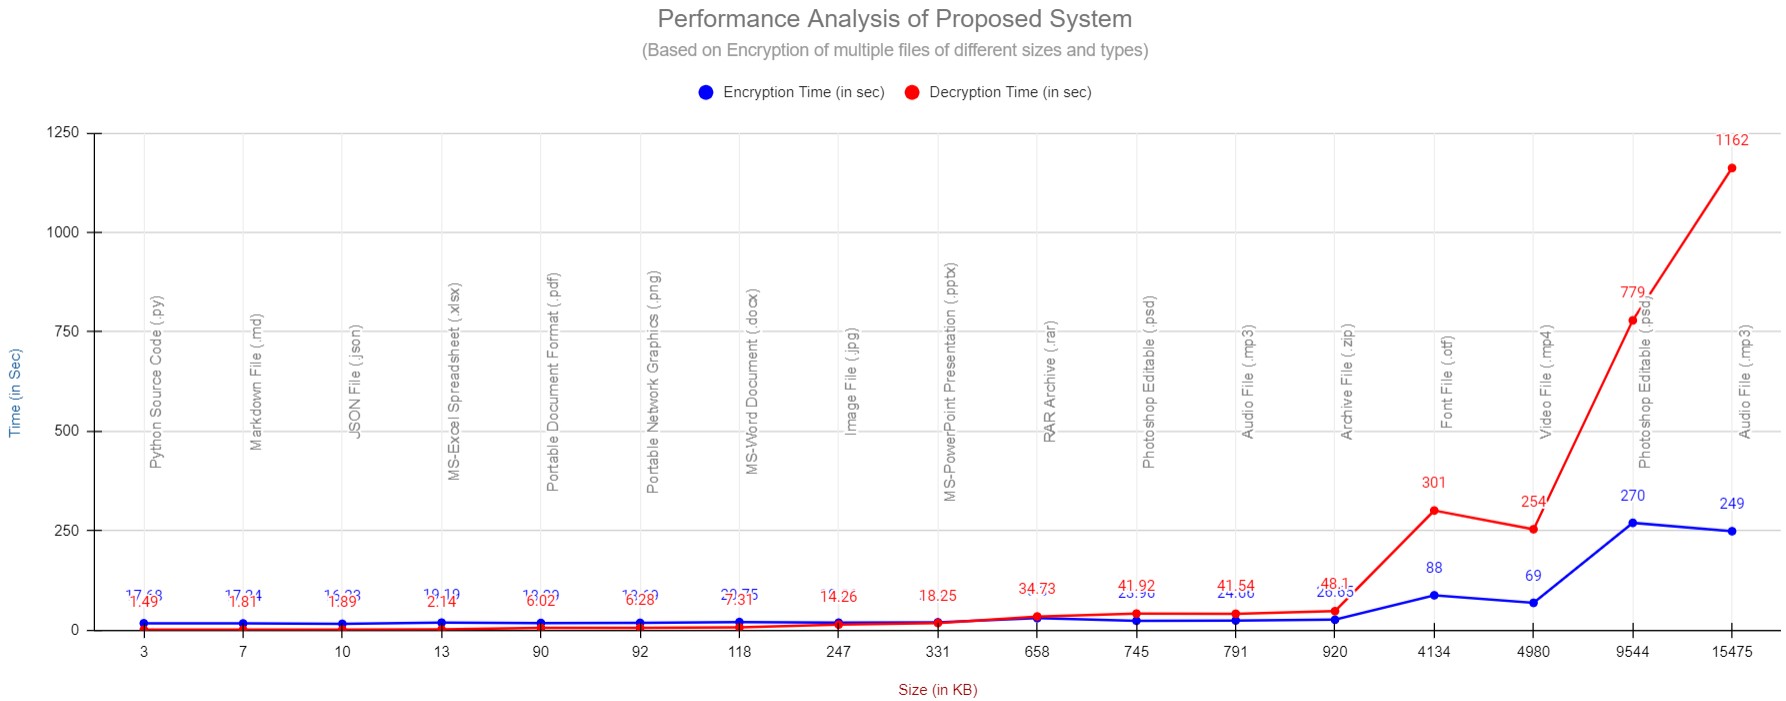 Performance Analysis of Proposed System
(Based on Encryption of multiple files of different sizes and types)
Encryption Time (in sec) Decryption Time (in sec)
1250
1000
750
500
250
0
Time (in Sec)
Python Source Code (.py)
Markdown File (.md)
JSON File (.json)
MS-Excel Spreadsheet (.xlsx)
Portable Document Format (.pdf)
Portable Network Graphics (.png)
MS-Word Document (.docx)
Image File (.jpg)
MS-PowerPoint Presentation (.pptx)
RAR Archive (.rar)
Photoshop Editable (.psd)
Audio File (.mp3)
Archive File (.zip)
Font File (.otf)
Video File (.mp4)
Photoshop Editable (.psd)
Audio File (.mp3)
1.49
1.81
1.89
2.14
6.02
6.28
7.31
14.26
18.25
34.73
41.92
41.54
48.1
301
254
779
1162
88
69
270
249
3 7 10 13 90 92 118 247 331 658 745 791 920 4134 4980 9544 15475
Size (in KB)